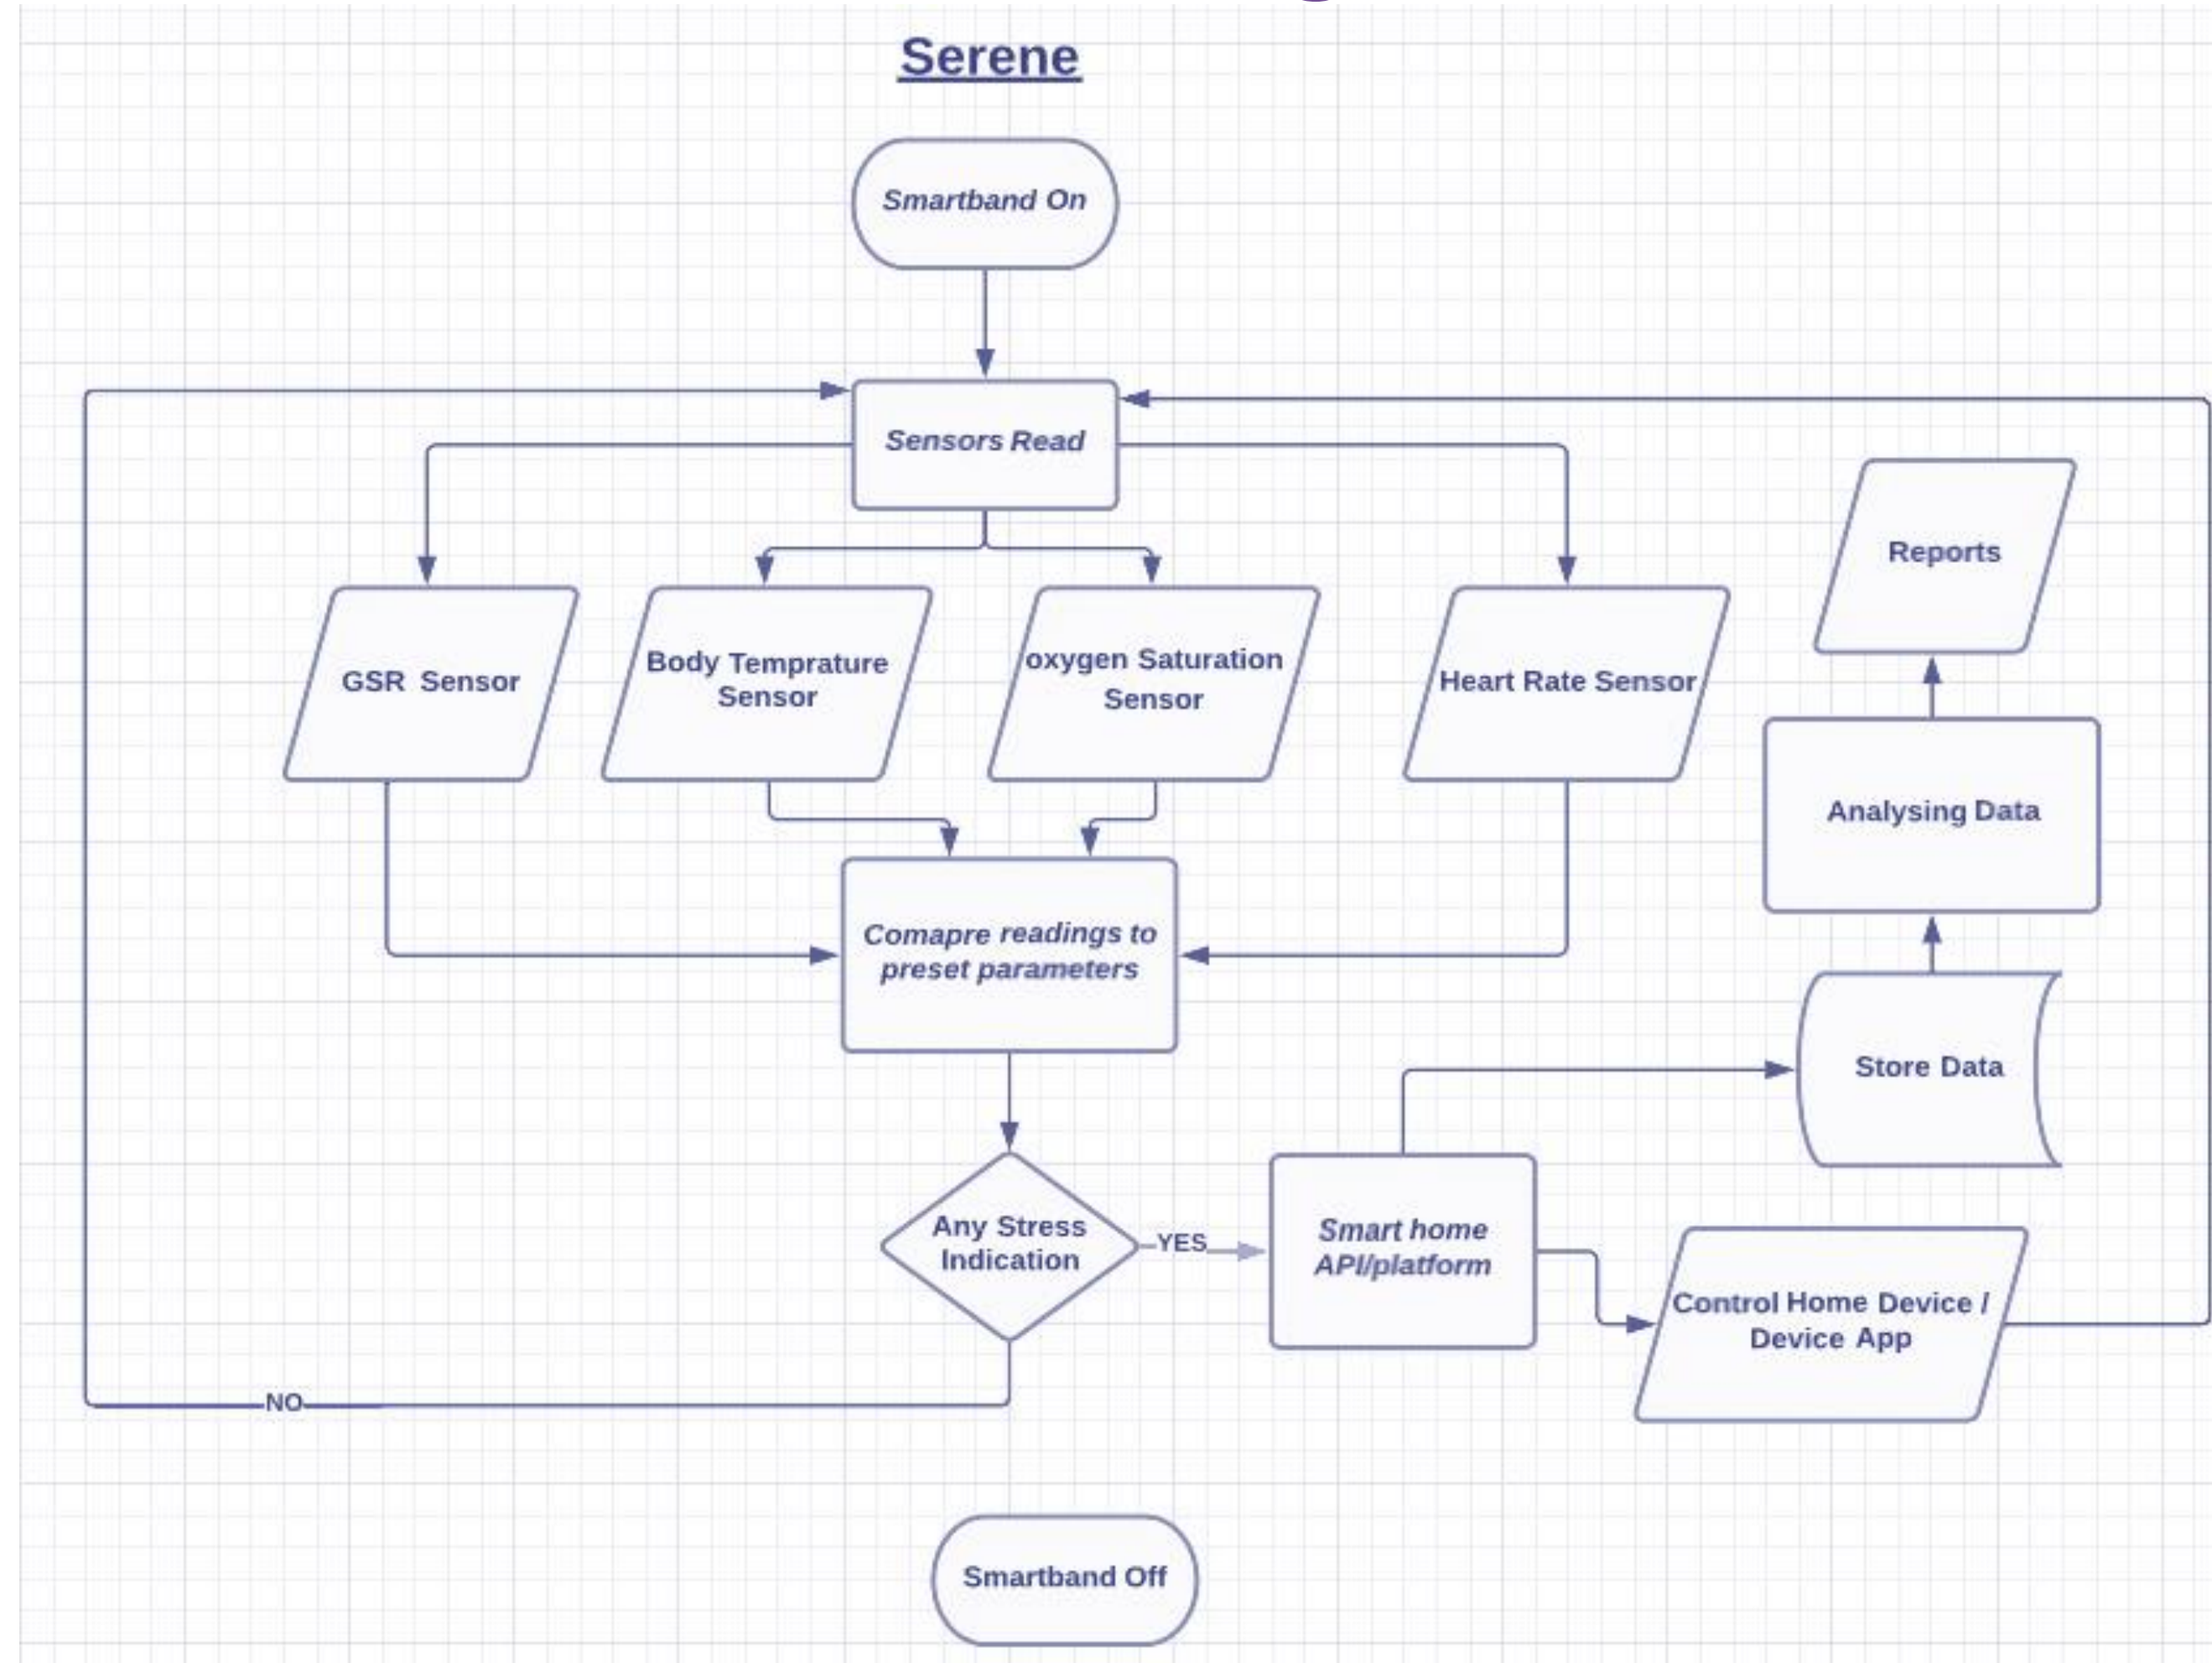 Serene
Smartband On
Sensors Read
GSR Sensor
Body Temprature
Sensor
oxygen Saturation
Sensor
Heart Rate Sensor
Reports
Analysing Data
Comapre readings to
preset parameters
Store Data
Any Stress
Indication
YES
Smart home
API/platform
Control Home Device /
Device App
NO
Smartband Off